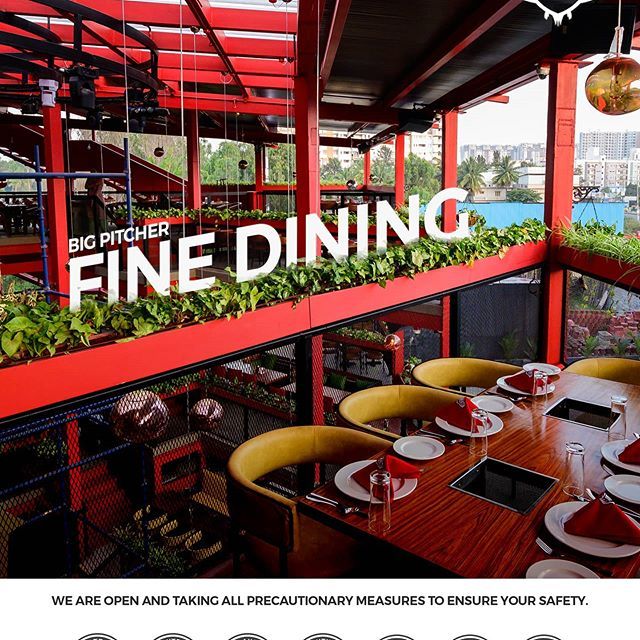 BIG PITCHER
FINE DINING
WE ARE OPEN AND TAKING ALL PRECAUTIONARY MEASURES TO ENSURE YOUR SAFETY.